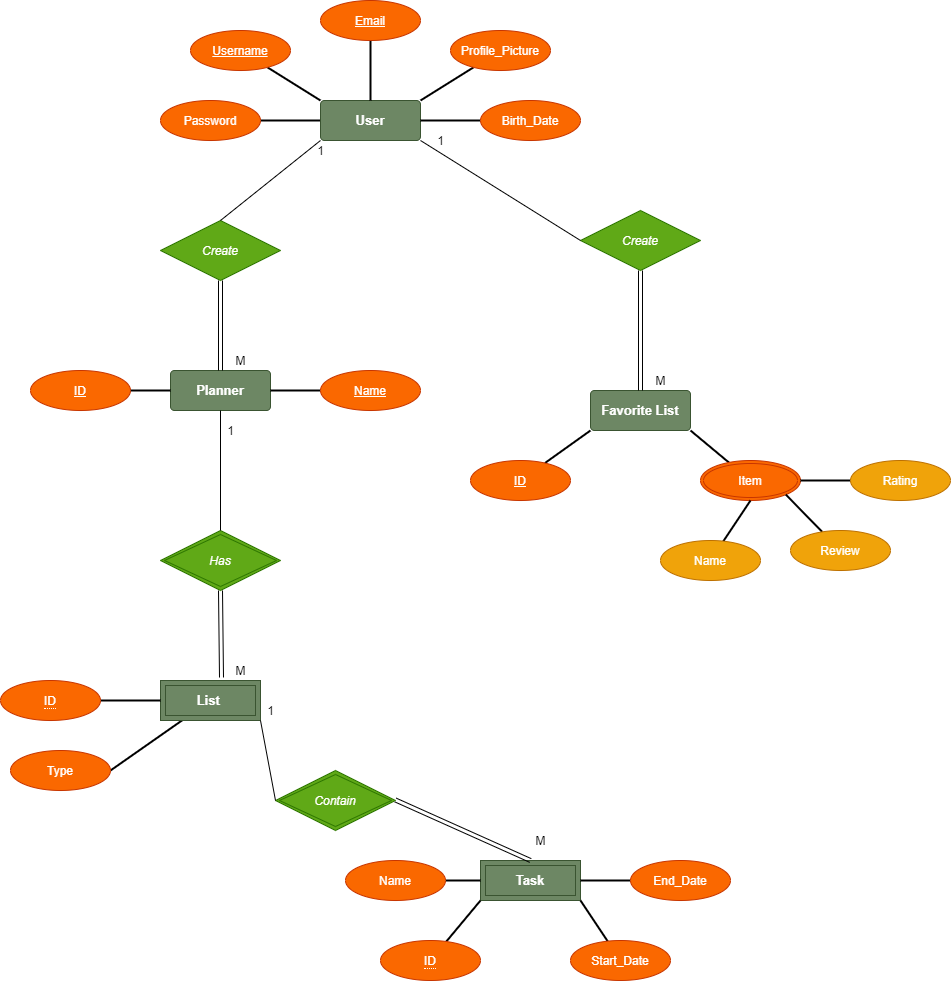 Email
Username
Profile_Picture
Password
User
Birth_Date
1
1
Create
Create
M
M
ID
Planner
Name
Favorite List
1
ID
Item
Rating
Has
Name
Review
M
ID
List
1
Type
Contain
M
Name
Task
End_Date
ID
Start_Date